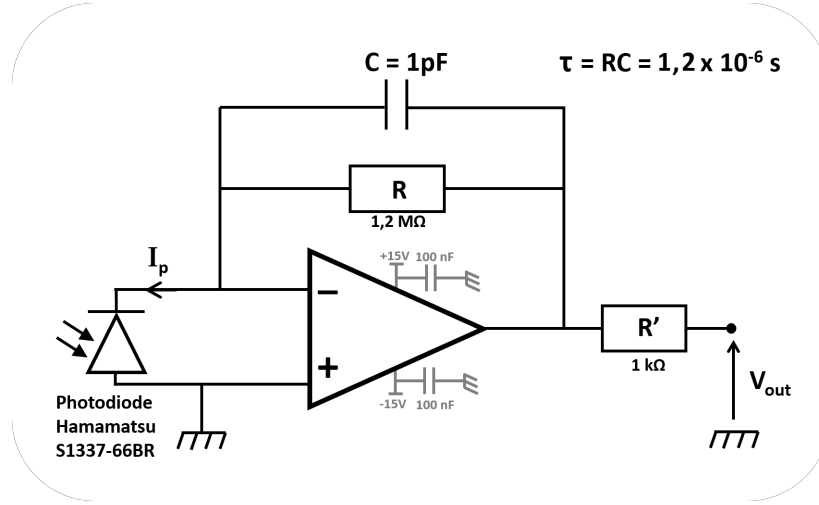 C = 1pF
τ = RC = 1,2 x 10⁻⁶ s
R
1,2 MΩ
Iₚ
+15V 100 nF
−
+
R’
1 kΩ
-15V 100 nF
Vout
Photodiode
Hamamatsu
S1337-66BR